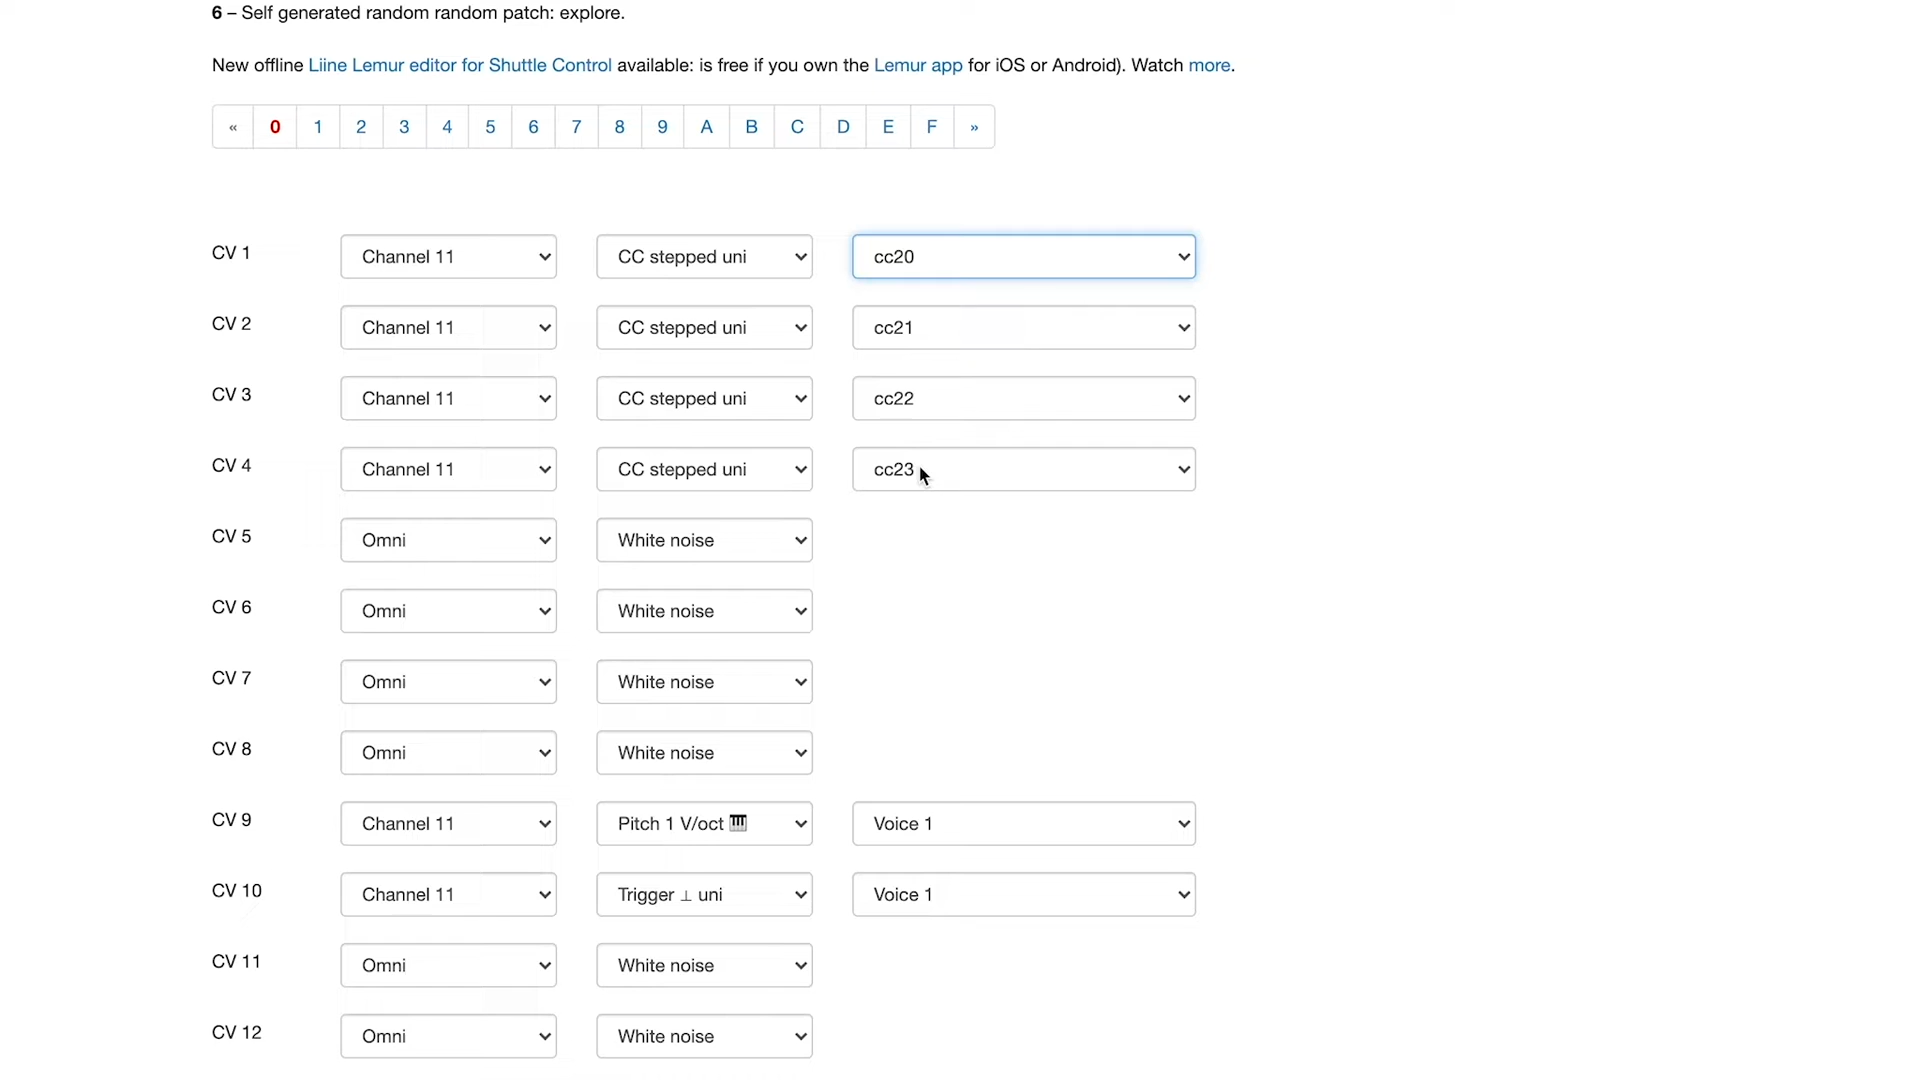 6 – Self generated random random patch: explore.
New offline Liine Lemur editor for Shuttle Control available: is free if you own the Lemur app for iOS or Android). Watch more.
« 0 1 2 3 4 5 6 7 8 9 A B C D E F »
CV 1 Channel 11 CC stepped uni cc20
CV 2 Channel 11 CC stepped uni cc21
CV 3 Channel 11 CC stepped uni cc22
CV 4 Channel 11 CC stepped uni cc23
CV 5 Omni White noise
CV 6 Omni White noise
CV 7 Omni White noise
CV 8 Omni White noise
CV 9 Channel 11 Pitch 1 V/oct 🎹 Voice 1
CV 10 Channel 11 Trigger ⊥ uni Voice 1
CV 11 Omni White noise
CV 12 Omni White noise